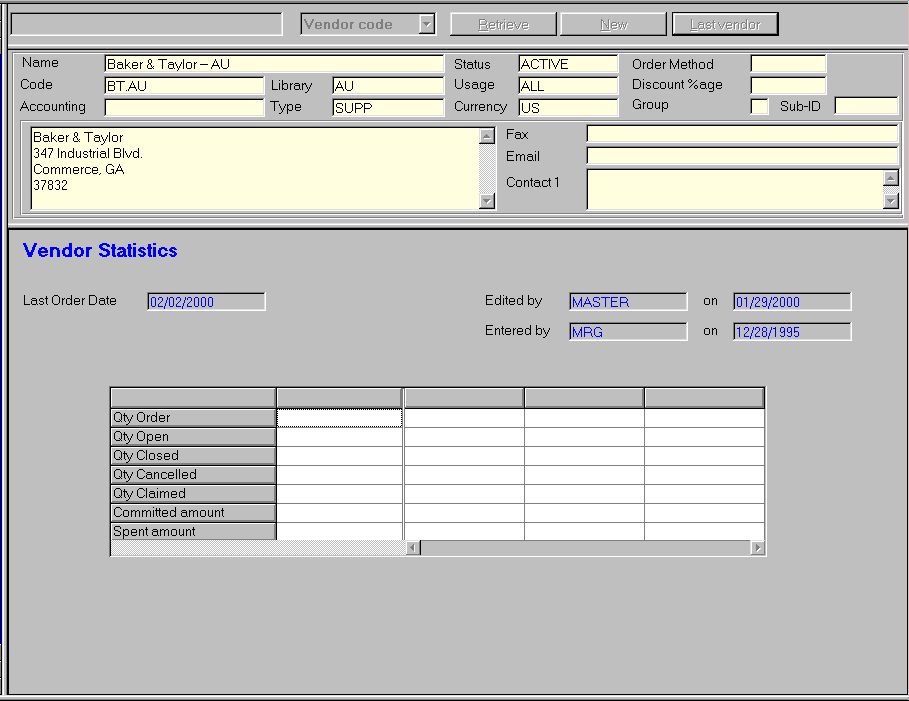 Vendor code Retrieve New Last vendor
Name Baker & Taylor – AU Status ACTIVE Order Method
Code BT.AU Library AU Usage ALL Discount %age
Accounting Type SUPP Currency US Group Sub-ID
Baker & Taylor
347 Industrial Blvd.
Commerce, GA
37832
Fax
Email
Contact 1
Vendor Statistics
Last Order Date 02/02/2000 Edited by MASTER on 01/29/2000
Entered by MRG on 12/28/1995
Qty Order
Qty Open
Qty Closed
Qty Cancelled
Qty Claimed
Committed amount
Spent amount